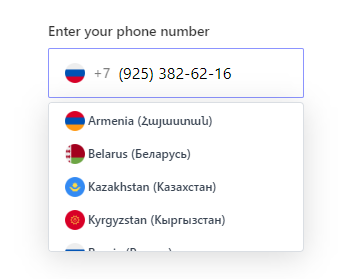 Enter your phone number
+7 (925) 382-62-16
Armenia (Հայաստան)
Belarus (Беларусь)
Kazakhstan (Казахстан)
Kyrgyzstan (Кыргызстан)